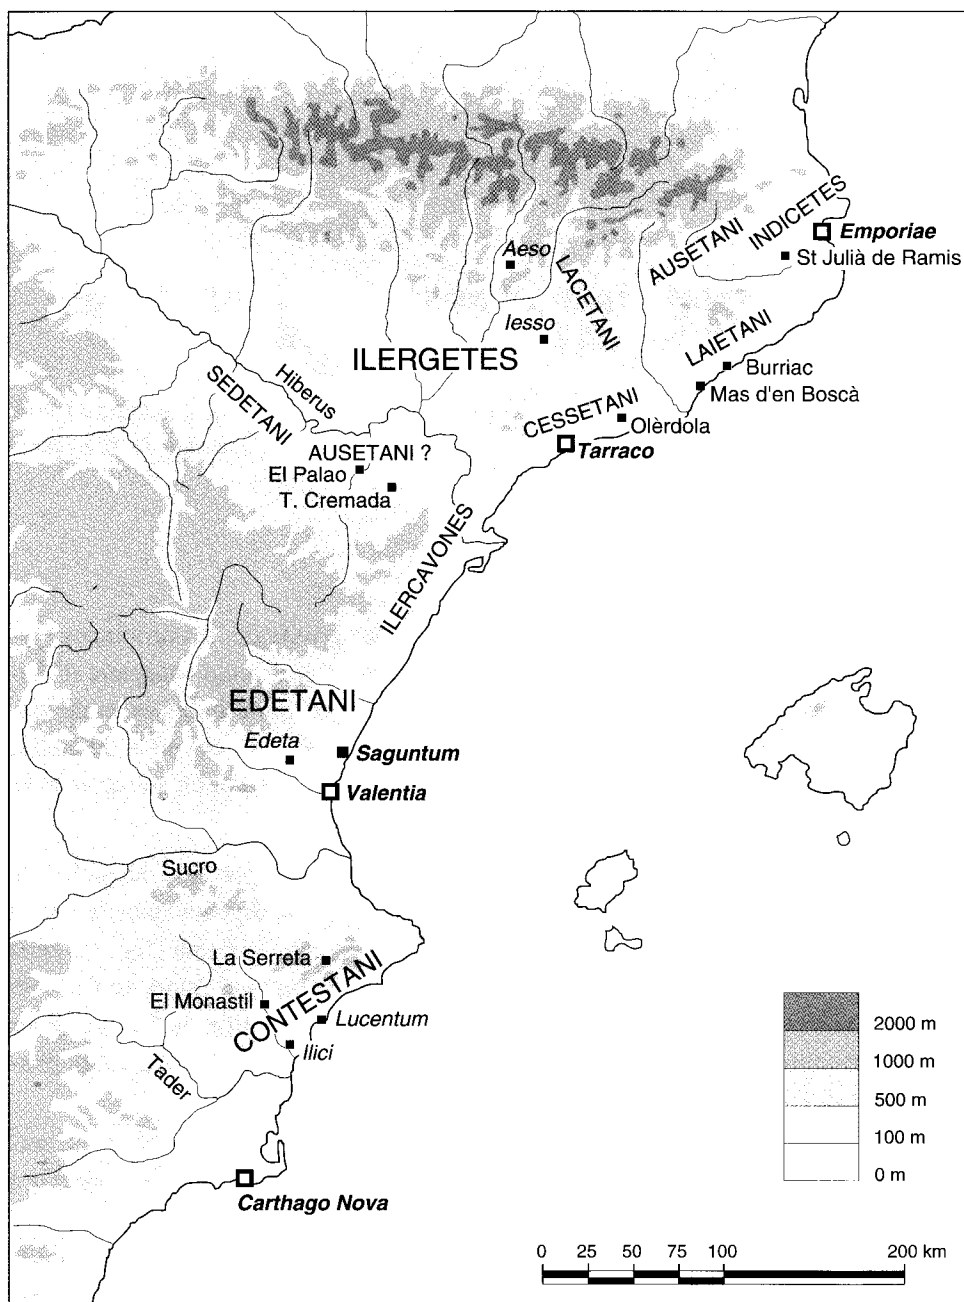 INDICETES
AUSETANI
Emporiae
St Julià de Ramis
Aeso
LACETANI
Iesso
LAIETANI
ILERGETES
Burriac
Mas d'en Boscà
Hiberus
SEDETANI
CESSETANI
Olèrdola
Tarraco
AUSETANI ?
El Palao
T. Cremada
ILERCAVONES
EDETANI
Edeta
Saguntum
Valentia
Sucro
La Serreta
CONTESTANI
El Monastil
Lucentum
Ilici
Tader
Carthago Nova
2000 m
1000 m
500 m
100 m
0 m
0 25 50 75 100 200 km